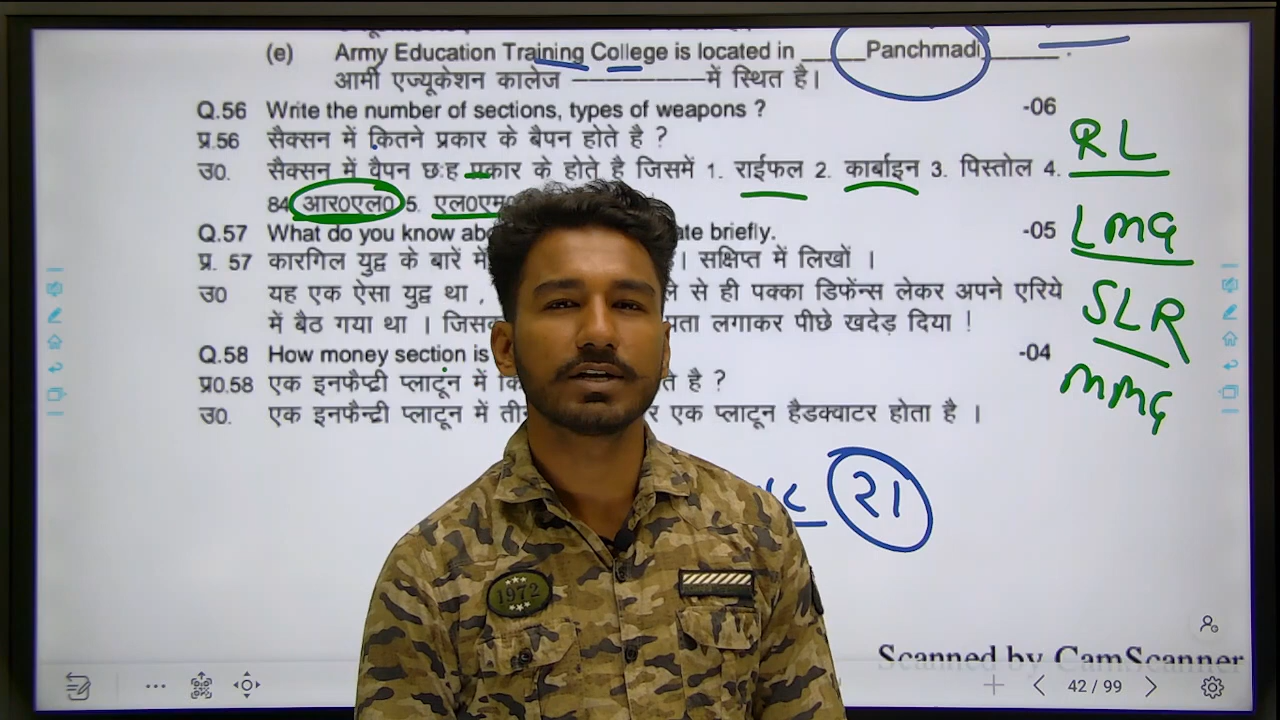 (e) Army Education Training College is located in _____Panchmadi______ .
आर्मी एज्यूकेशन कालेज ————————में स्थित है।
Q.56 Write the number of sections, types of weapons ? -06
प्र.56 सैक्सन में कितने प्रकार के बैपन होते है ?
उ0. सैक्सन में वैपन छःह प्रकार के होते है जिसमें 1. राईफल 2. कार्बाइन 3. पिस्तोल 4.
84 आर0एल0 5. एल0एम
Q.57 What do you know ate briefly. -05
प्र. 57 कारगिल युद्व के बारें में । सक्षिप्त में लिखों ।
उ0 यह एक ऐसा युद्व था , ले से ही पक्का डिफेंन्स लेकर अपने एरिये
में बैठ गया था । पता लगाकर पीछे खदेड़ दिया !
Q.58 How money section is -04
प्र0.58 एक इनफैप्ट्री प्लाटून में ते है ?
उ0. एक इनफैन्ट्री प्लाटून में एक प्लाटून हैडक्वाटर होता है ।
RL
LMG
SLR
MMG
21
1972
Scanned by CamScanner
42 / 99